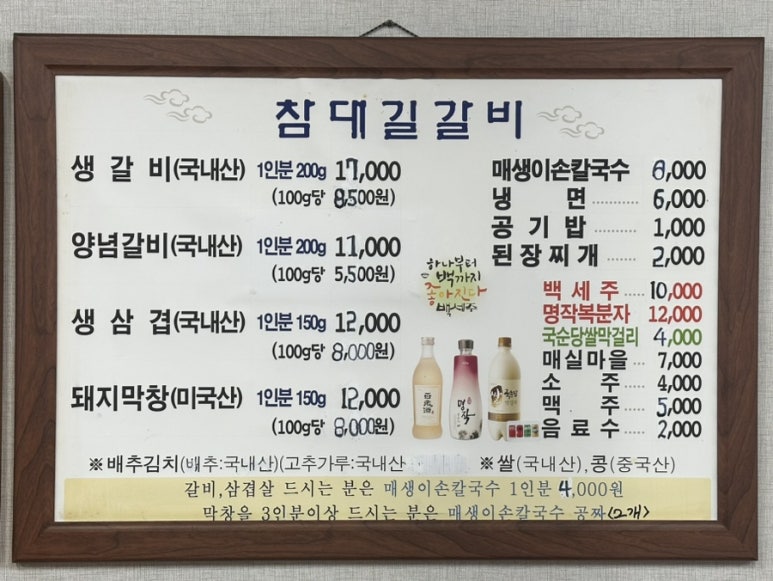 참대길갈비
생갈비(국내산) 1인분 200g 17,000
(100g당 8,500원)
양념갈비(국내산) 1인분 200g 11,000
(100g당 5,500원)
생삼겹(국내산) 1인분 150g 12,000
(100g당 8,000원)
돼지막창(미국산) 1인분 150g 12,000
(100g당 8,000원)
매생이손칼국수 6,000
냉면 6,000
공기밥 1,000
된장찌개 2,000
하나부터
백까지
좋아진다
백세주
백세주 10,000
명작복분자 12,000
국순당쌀막걸리 4,000
매실마을 7,000
소주 4,000
맥주 5,000
음료수 2,000
명작
※배추김치(배추:국내산)(고추가루:국내산 ※쌀(국내산),콩(중국산)
갈비,삼겹살 드시는 분은 매생이손칼국수 1인분 4,000원
막창을 3인분이상 드시는 분은 매생이손칼국수 공짜(2개)